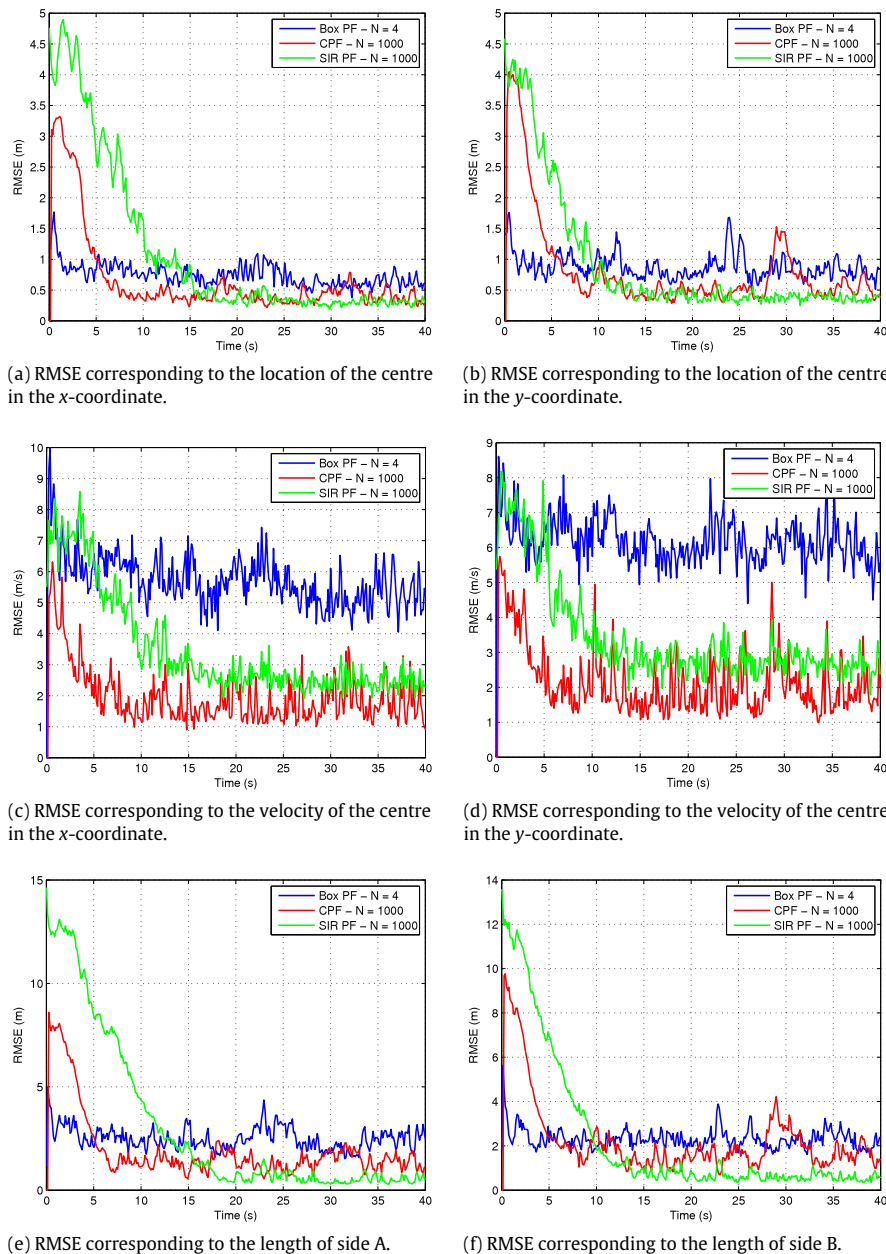 5
4.5
4
3.5
3
2.5
2
1.5
1
0.5
0
RMSE (m)
0 5 10 15 20 25 30 35 40
Time (s)
Box PF – N = 4
CPF – N = 1000
SIR PF – N = 1000
(a) RMSE corresponding to the location of the centre
in the x-coordinate.
5
4.5
4
3.5
3
2.5
2
1.5
1
0.5
0
RMSE (m)
0 5 10 15 20 25 30 35 40
Time (s)
Box PF – N = 4
CPF – N = 1000
SIR PF – N = 1000
(b) RMSE corresponding to the location of the centre
in the y-coordinate.
10
9
8
7
6
5
4
3
2
1
0
RMSE (m/s)
0 5 10 15 20 25 30 35 40
Time (s)
Box PF – N = 4
CPF – N = 1000
SIR PF – N = 1000
(c) RMSE corresponding to the velocity of the centre
in the x-coordinate.
9
8
7
6
5
4
3
2
1
0
RMSE (m/s)
0 5 10 15 20 25 30 35 40
Time (s)
Box PF – N = 4
CPF – N = 1000
SIR PF – N = 1000
(d) RMSE corresponding to the velocity of the centre
in the y-coordinate.
15
10
5
0
RMSE (m)
0 5 10 15 20 25 30 35 40
Time (s)
Box PF – N = 4
CPF – N = 1000
SIR PF – N = 1000
(e) RMSE corresponding to the length of side A.
14
12
10
8
6
4
2
0
RMSE (m)
0 5 10 15 20 25 30 35 40
Time (s)
Box PF – N = 4
CPF – N = 1000
SIR PF – N = 1000
(f) RMSE corresponding to the length of side B.